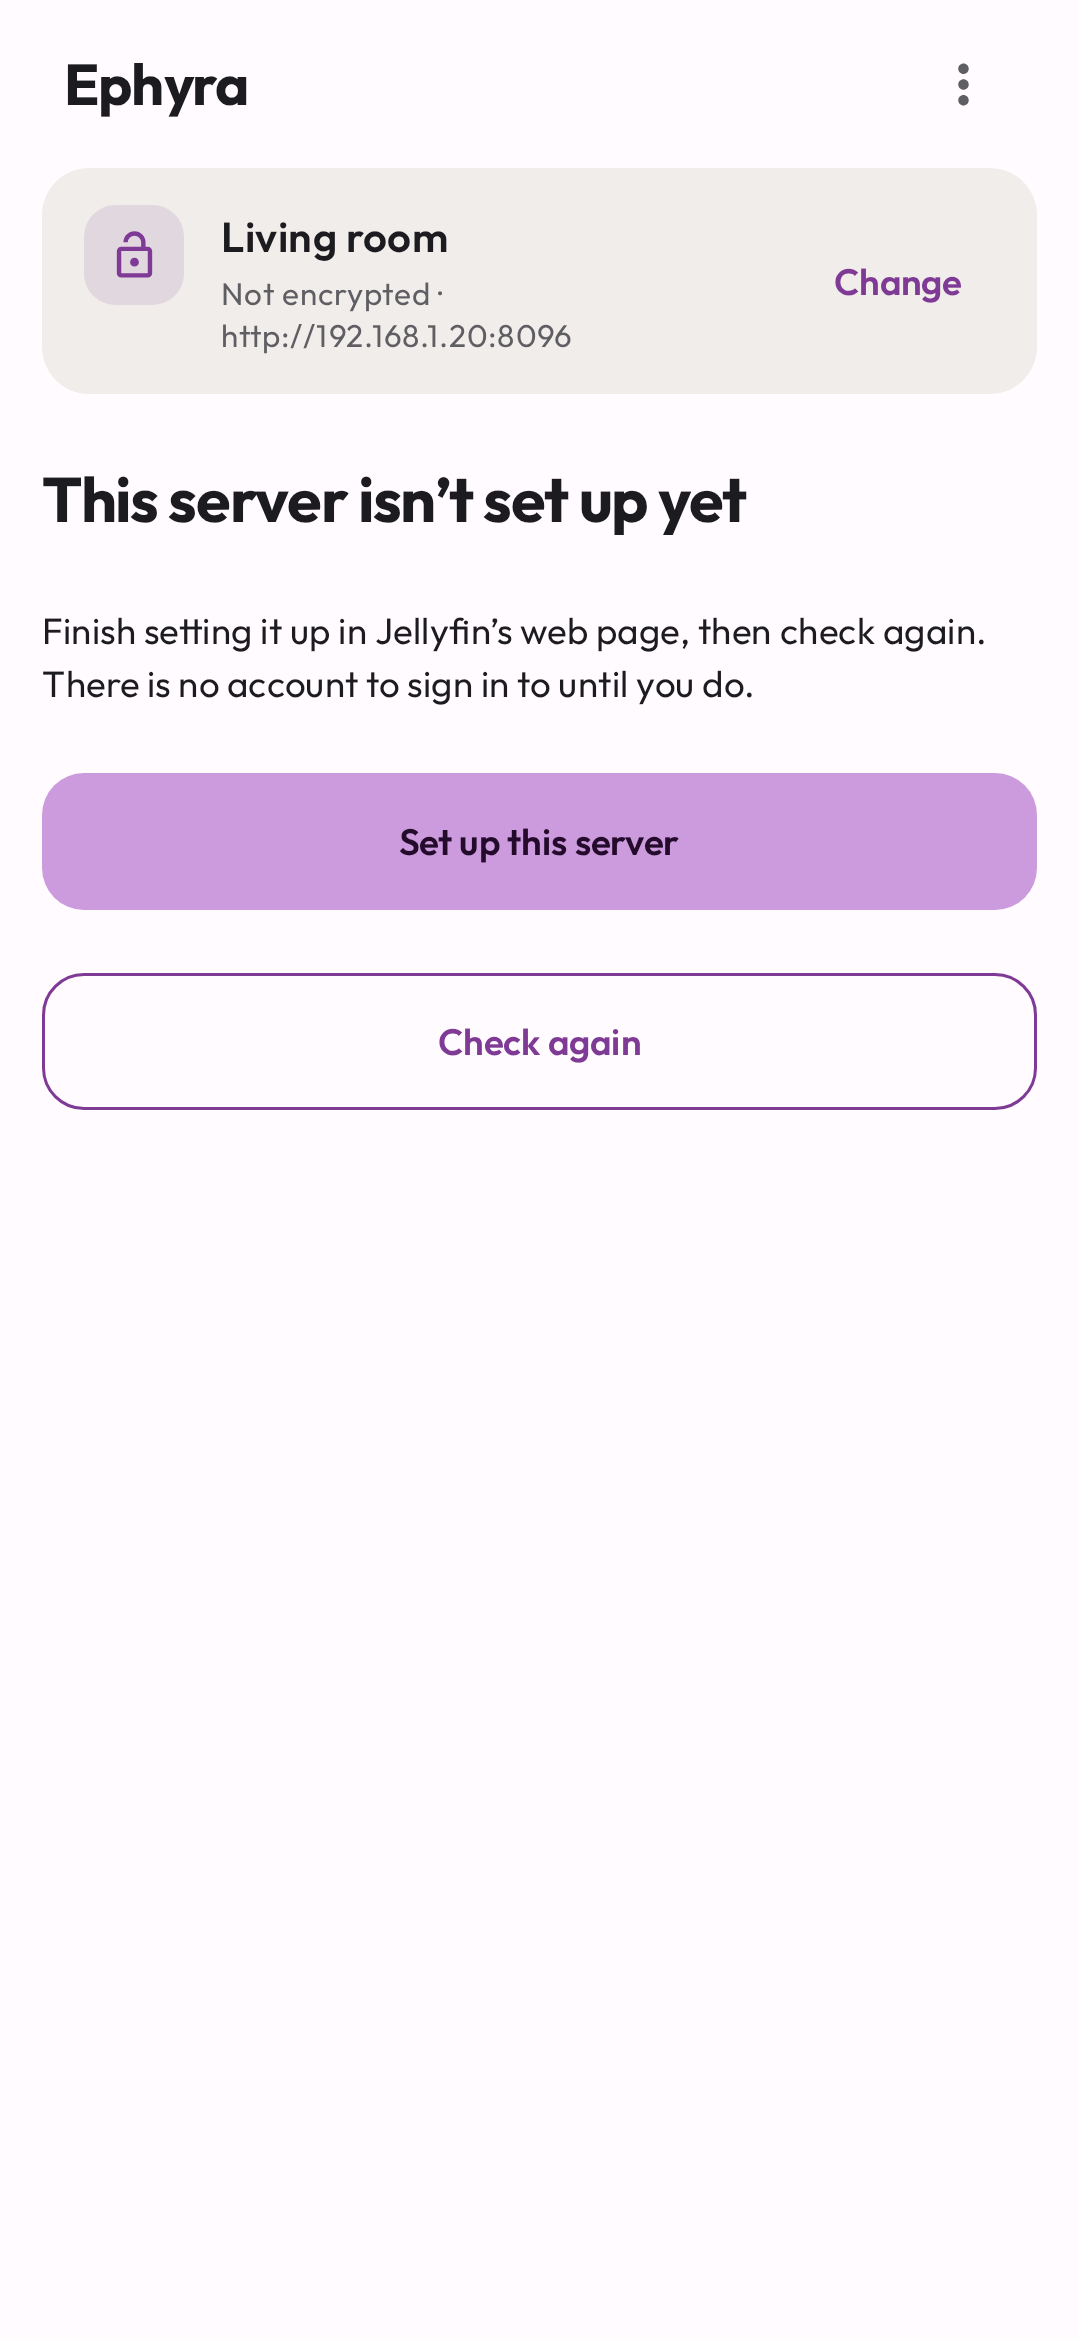 Ephyra
Living room
Not encrypted ·
http://192.168.1.20:8096
Change
This server isn’t set up yet
Finish setting it up in Jellyfin’s web page, then check again.
There is no account to sign in to until you do.
Set up this server
Check again